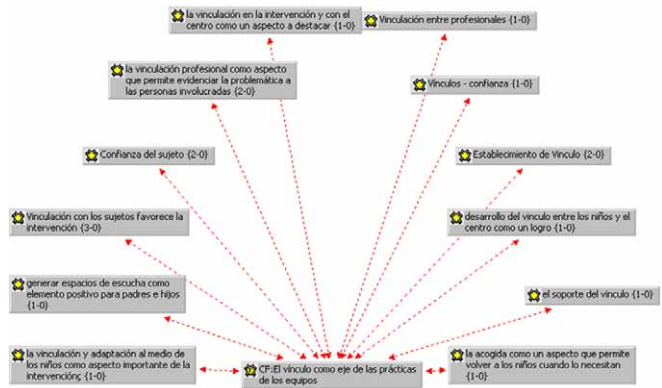 la vinculación en la intervención y con el
centro como un aspecto a destacar {1-0}
Vinculación entre profesionales {1-0}
la vinculación profesional como aspecto
que permite evidenciar la problemática a
las personas involucradas {2-0}
Vínculos - confianza {1-0}
Confianza del sujeto {2-0}
Establecimiento de Vinculo {2-0}
Vinculación con los sujetos favorece la
intervención {3-0}
desarrollo del vinculo entre los niños y el
centro como un logro {1-0}
generar espacios de escucha como
elemento positivo para padres e hijos
{1-0}
el soporte del vinculo {1-0}
la vinculación y adaptación al medio de
los niños como aspecto importante de la
intervención; {1-0}
CF:El vínculo como eje de las prácticas
de los equipos
la acogida como un aspecto que permite
volver a los niños cuando lo necesitan
{1-0}